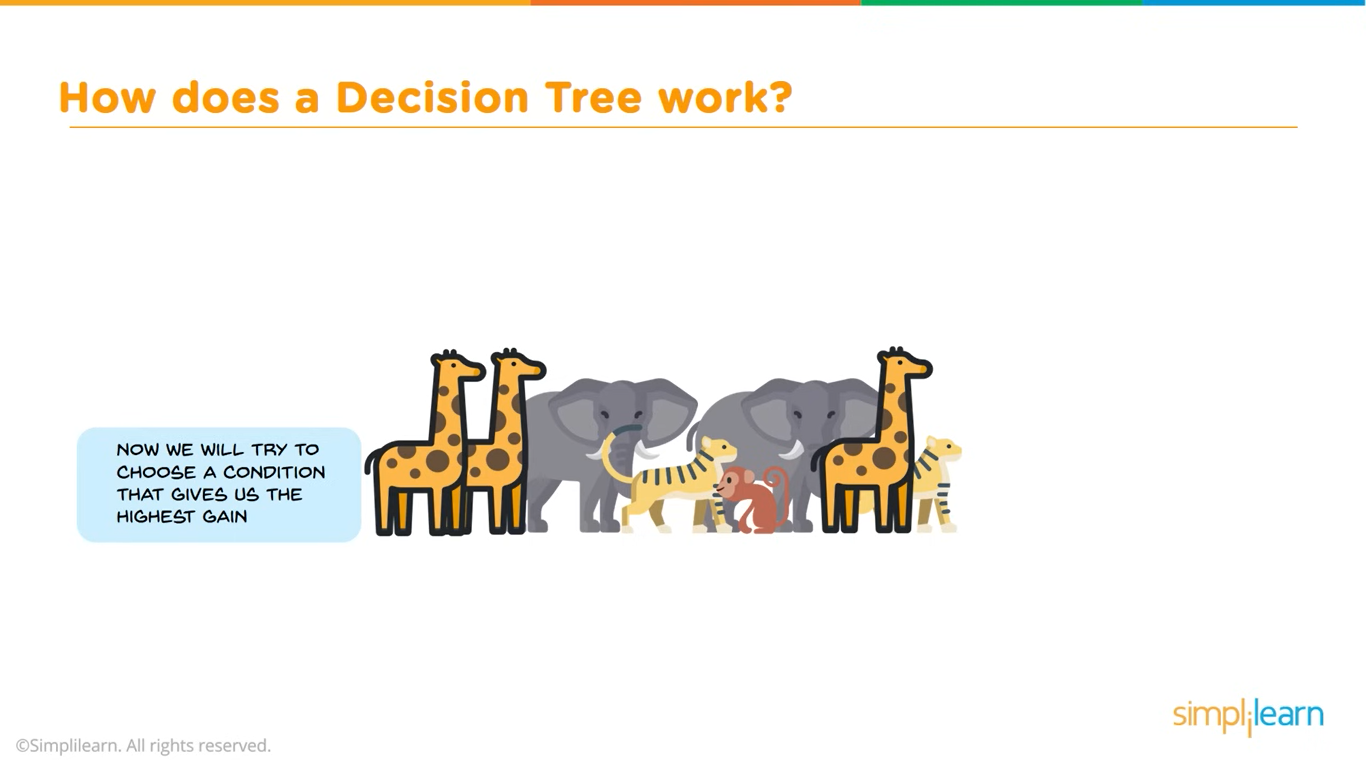 How does a Decision Tree work?
NOW WE WILL TRY TO
CHOOSE A CONDITION
THAT GIVES US THE
HIGHEST GAIN
simplilearn
©Simplilearn. All rights reserved.